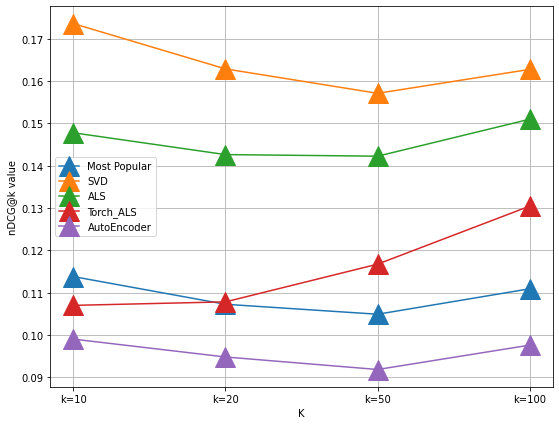 0.17
0.16
0.15
0.14
0.13
0.12
0.11
0.10
0.09
nDCG@k value
Most Popular
SVD
ALS
Torch_ALS
AutoEncoder
k=10
k=20
k=50
k=100
K